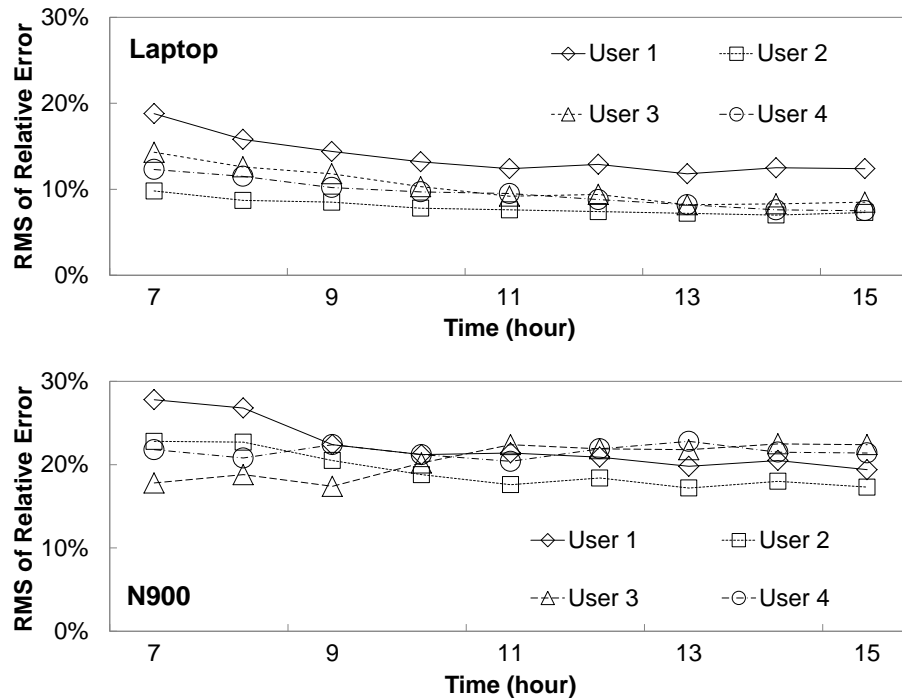 RMS of Relative Error
30%
20%
10%
0%
Laptop
User 1
User 2
User 3
User 4
7 9 11 13 15
Time (hour)
RMS of Relative Error
30%
20%
10%
0%
N900
User 1
User 2
User 3
User 4
7 9 11 13 15
Time (hour)